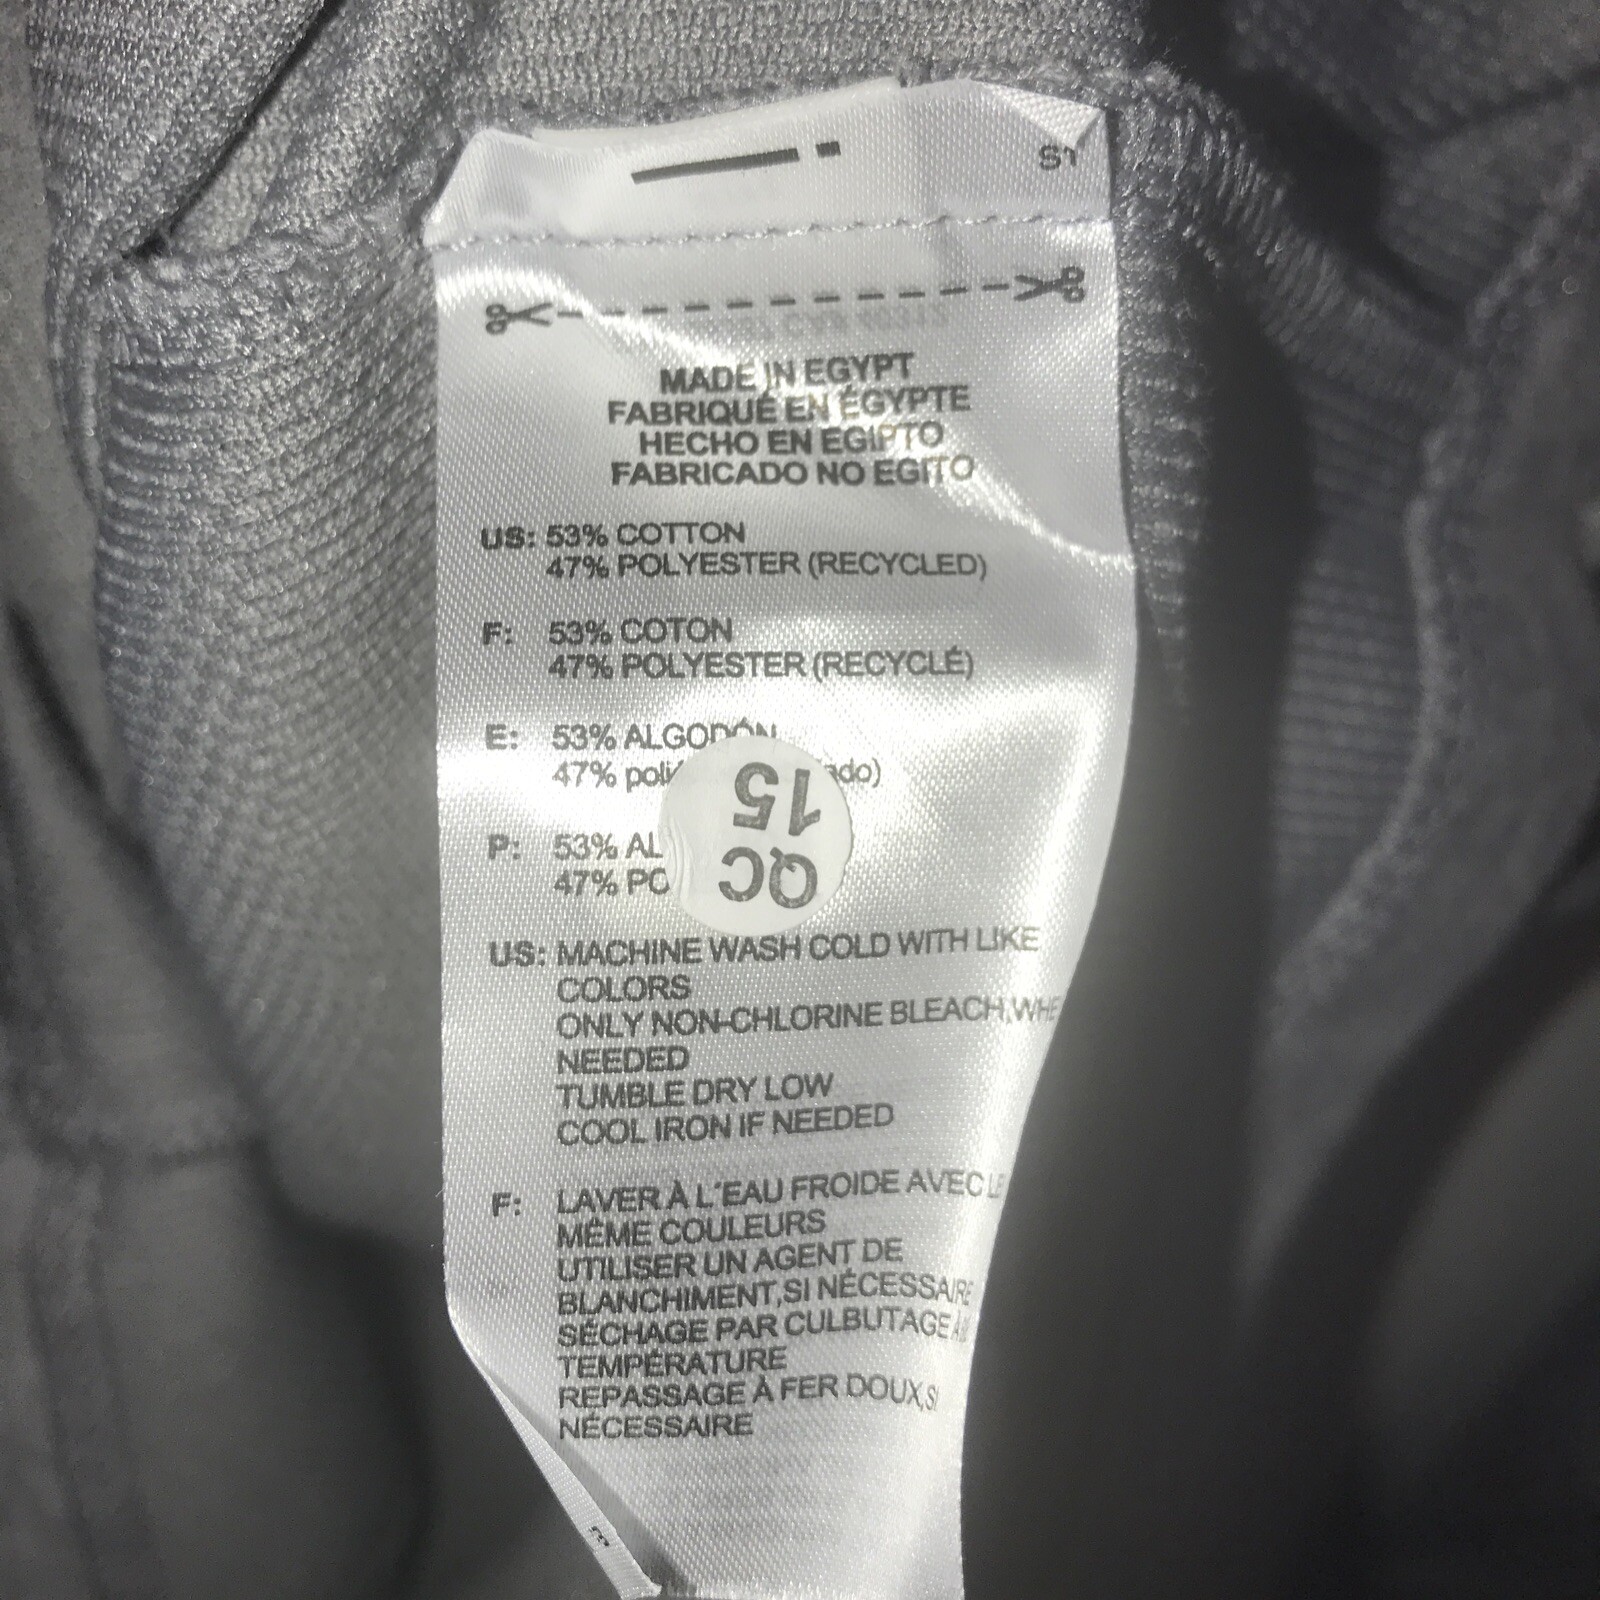 S1
MADE IN EGYPT
FABRIQUÉ EN ÉGYPTE
HECHO EN EGIPTO
FABRICADO NO EGITO
US: 53% COTTON
47% POLYESTER (RECYCLED)
F: 53% COTON
47% POLYESTER (RECYCLÉ)
E: 53% ALGODÓN
47%
P: 53%
47%
QC
15
US: MACHINE WASH COLD WITH LIKE
COLORS
ONLY NON-CHLORINE BLEACH,
NEEDED
TUMBLE DRY LOW
COOL IRON IF NEEDED
F: LAVER À L'EAU FROIDE AVEC
MÊME COULEURS
UTILISER UN AGENT DE
BLANCHIMENT,SI NÉCESSAIRE
SÉCHAGE PAR CULBUTAGE
TEMPÉRATURE
REPASSAGE À FER DOUX,SI
NÉCESSAIRE